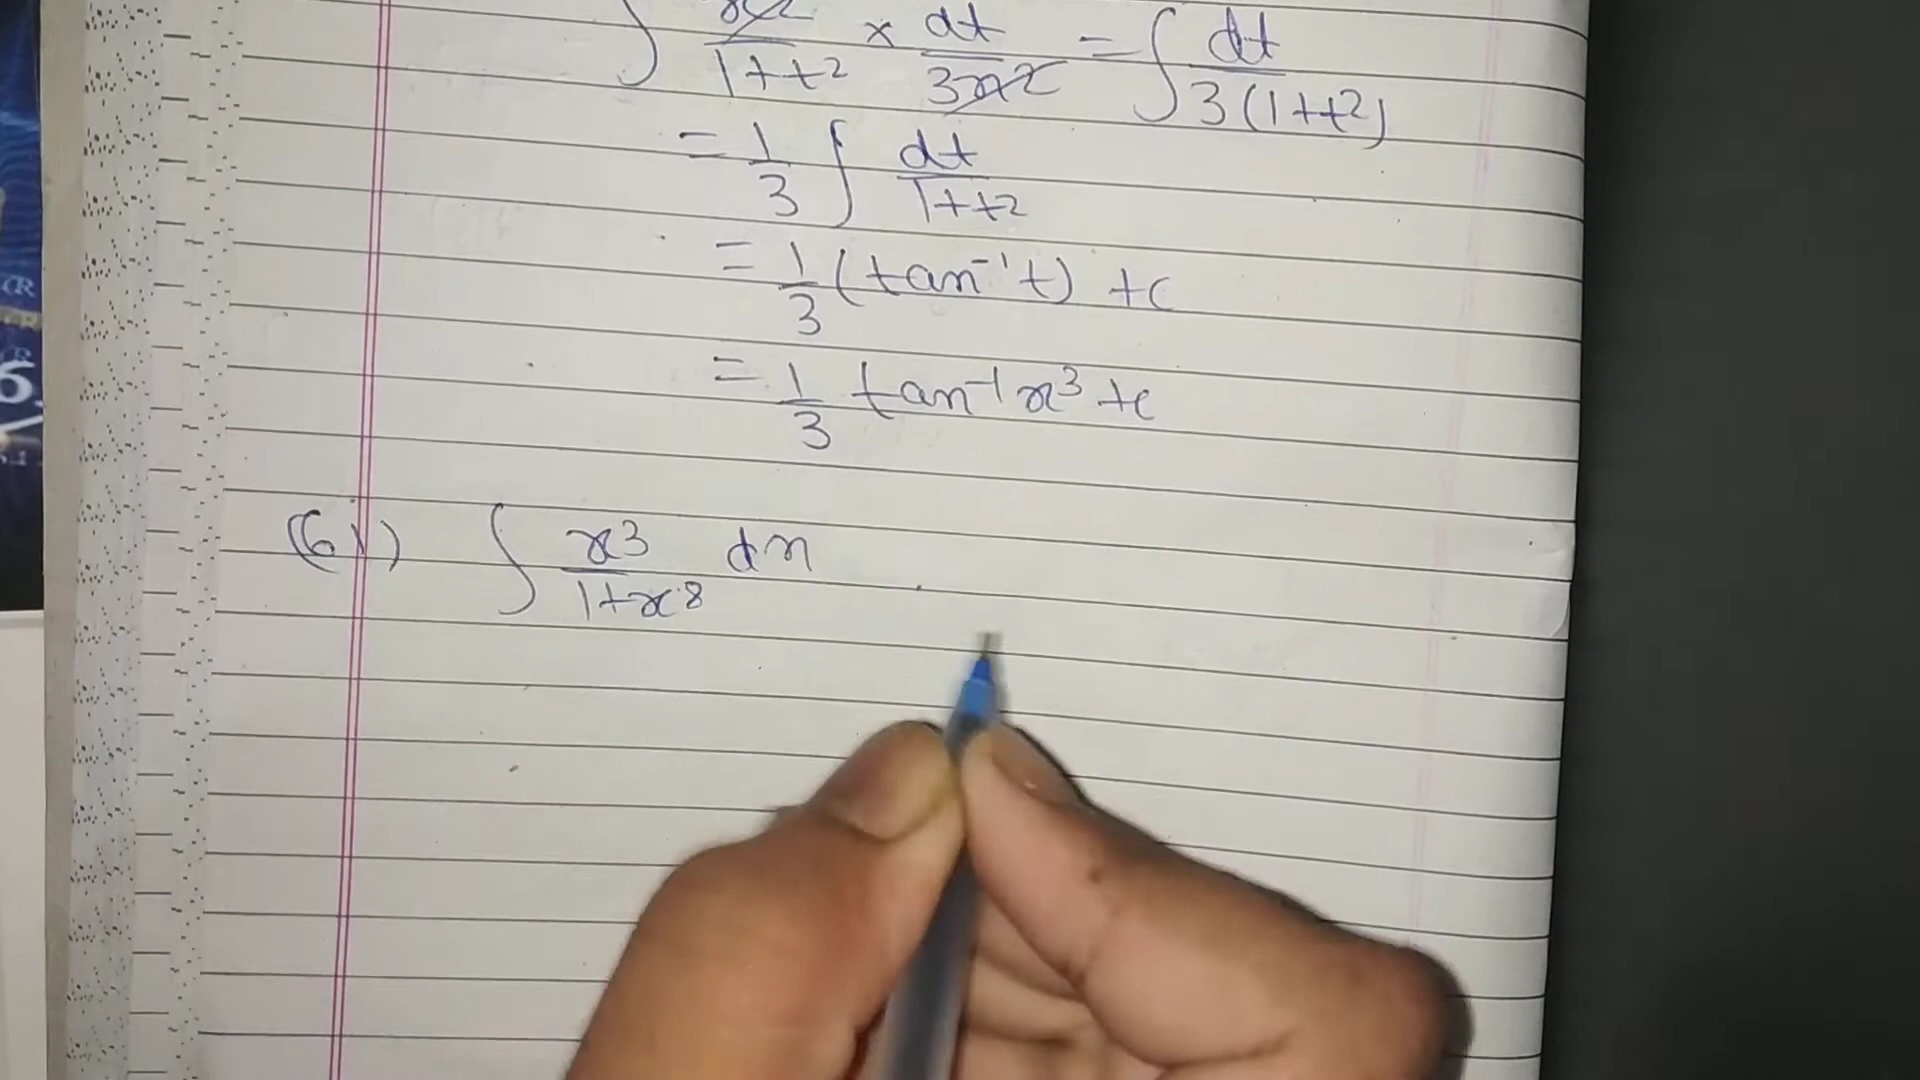 ∫ x2/1+t2 × dt/3x2 = ∫ dt/3(1+t2)
= 1/3 ∫ dt/1+t2
= 1/3 (tan-1 t) + c
= 1/3 tan-1 x3 + c
(61) ∫ x3/1+x8 dx